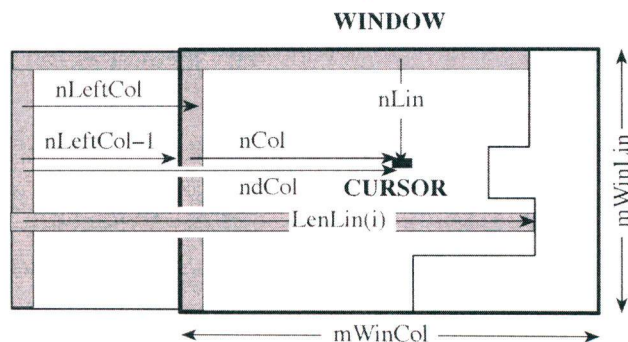 WINDOW
nLeftCol
nLin
nLeftCol-1
nCol
ndCol
CURSOR
LenLin(i)
mWinLin
mWinCol